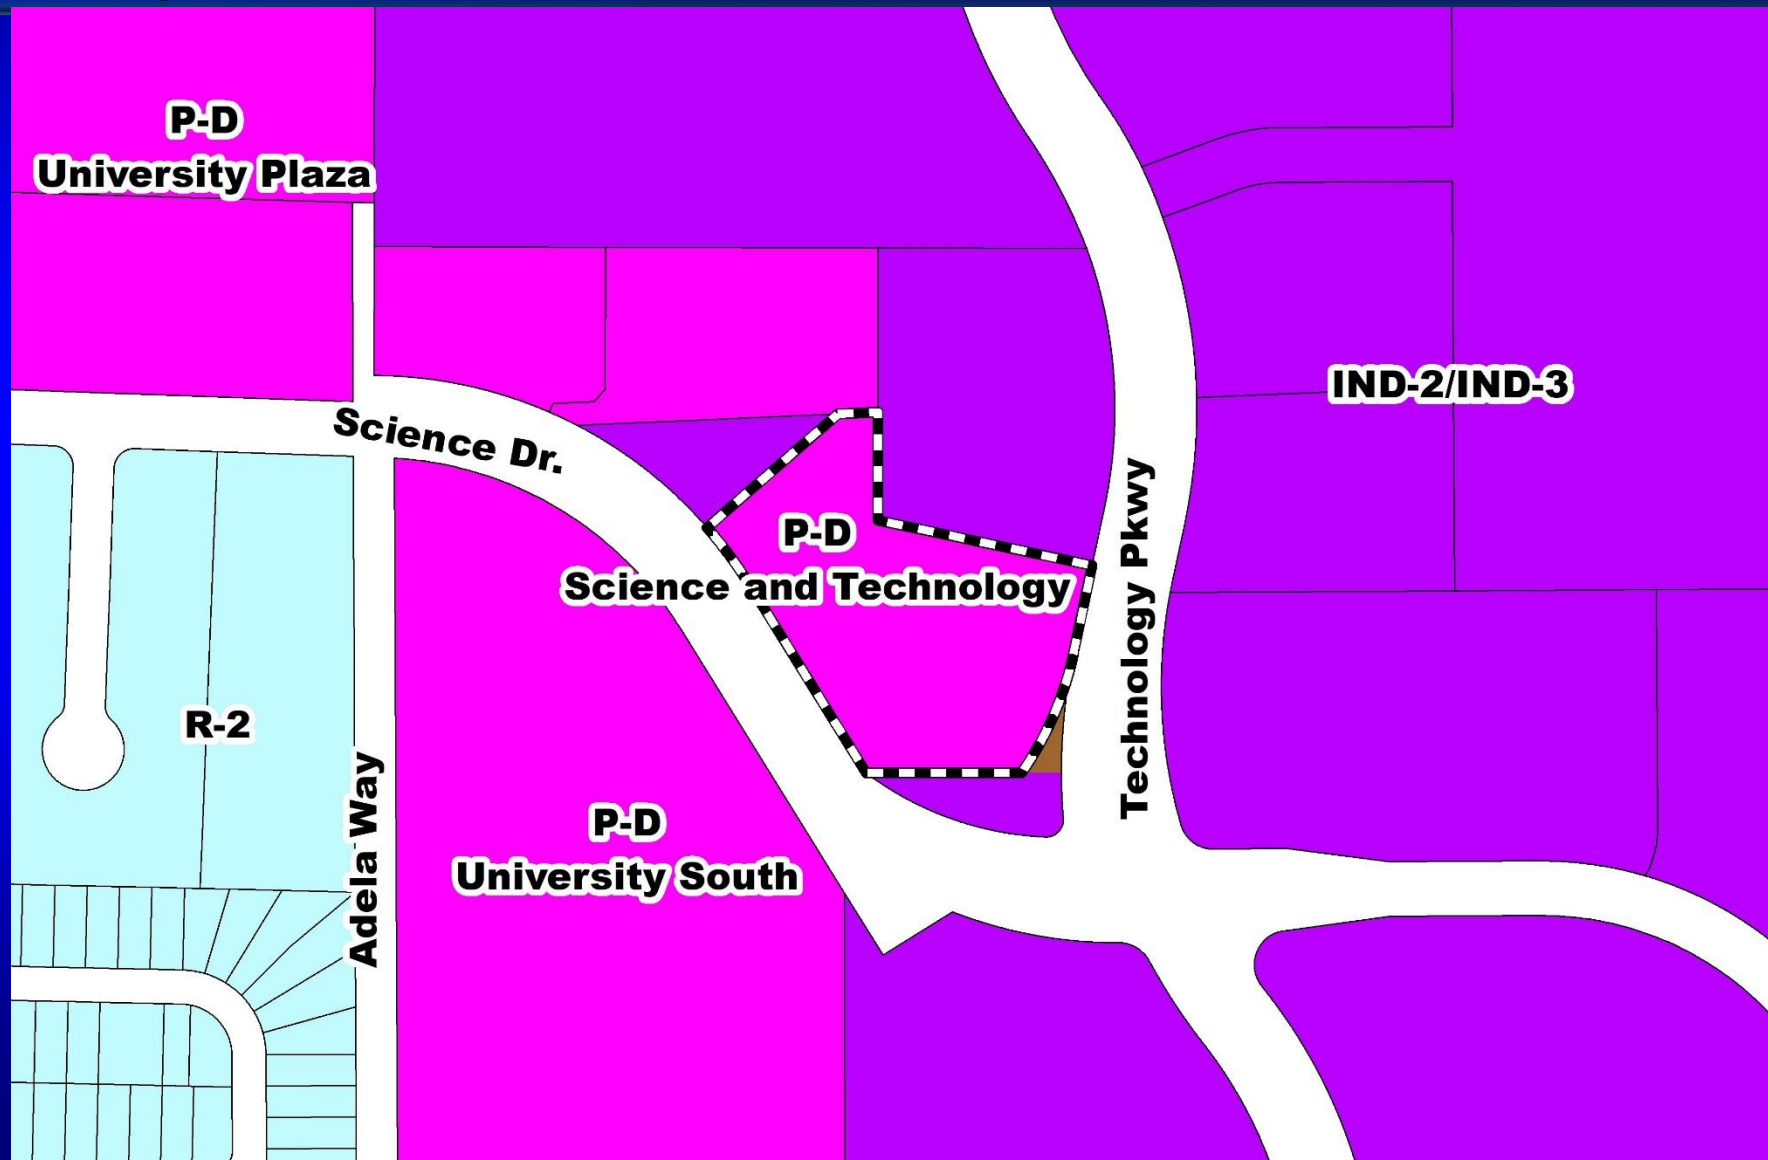 P-D
University Plaza
IND-2/IND-3
Science Dr.
P-D
Science and Technology
Technology Pkwy
R-2
Adela Way
P-D
University South